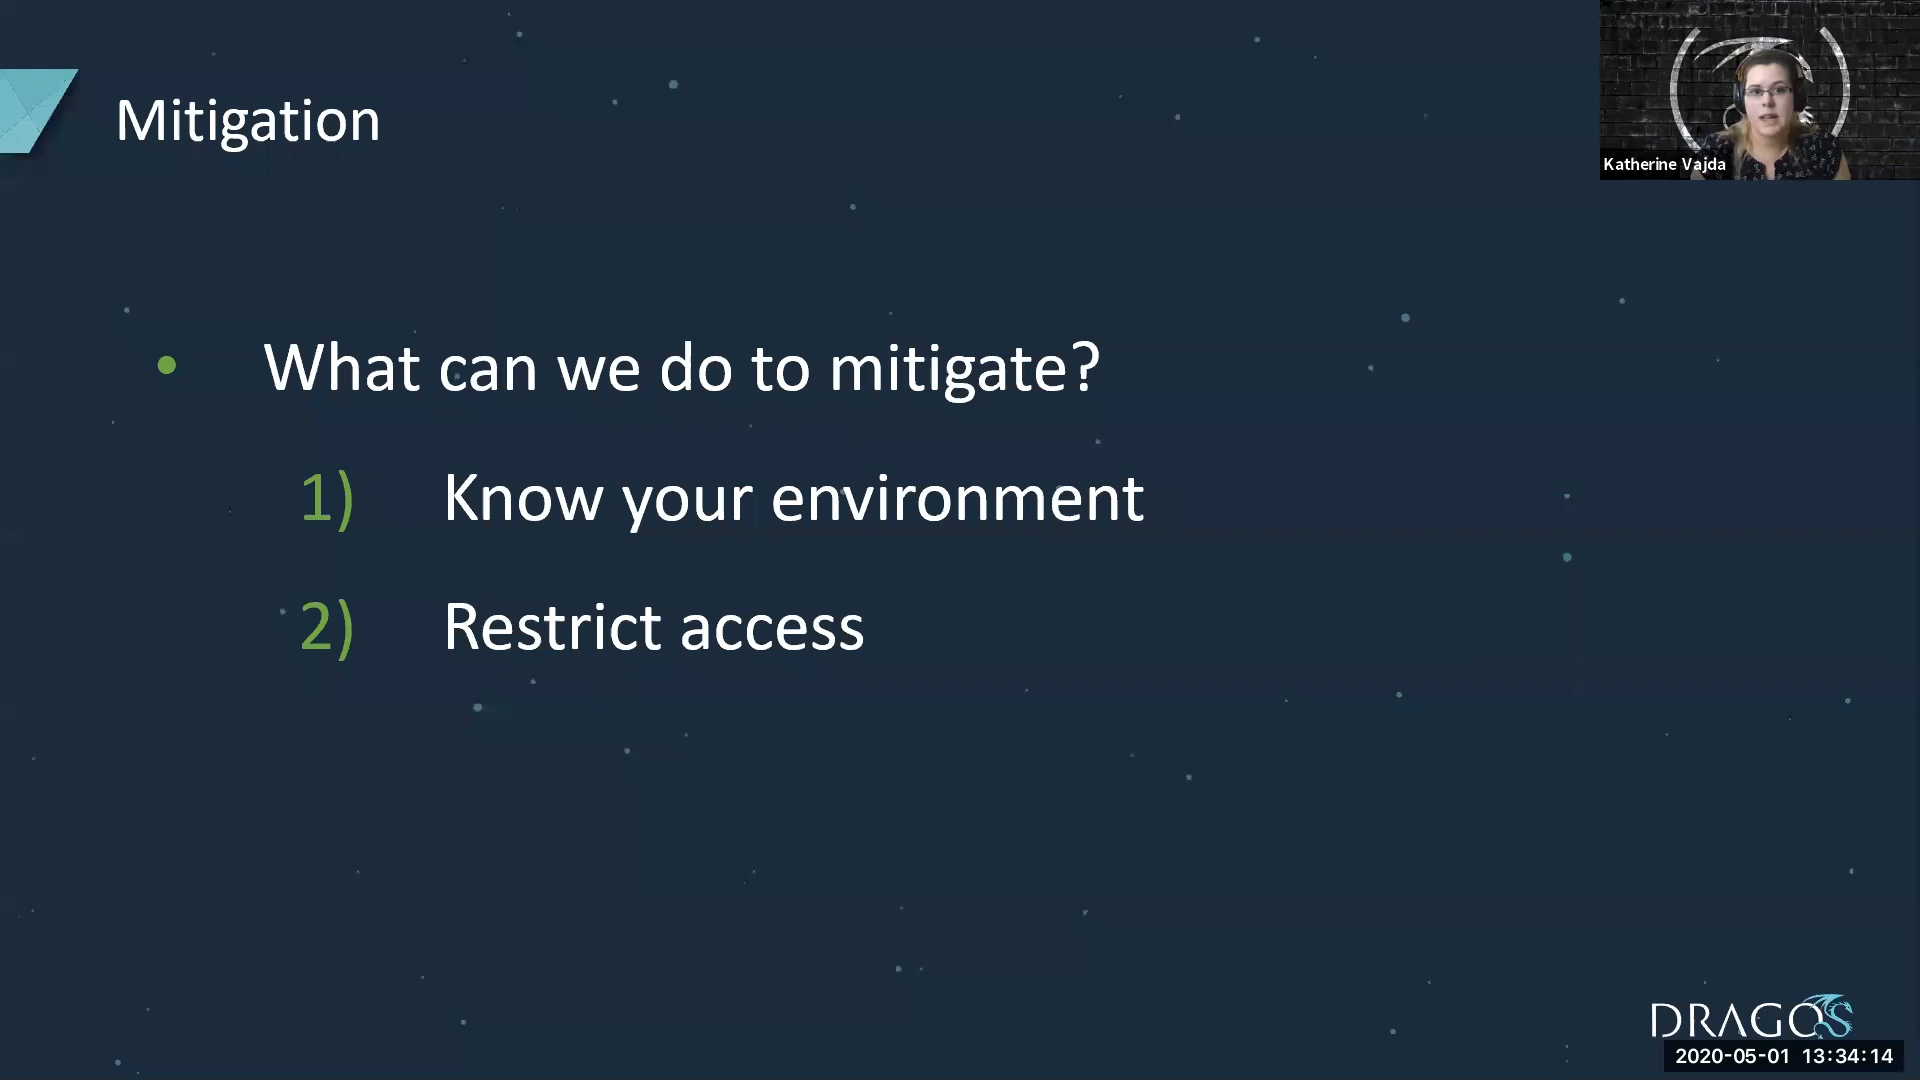 Mitigation
Katherine Vajda
• What can we do to mitigate?
1) Know your environment
2) Restrict access
DRAGOS
2020-05-01 13:34:14